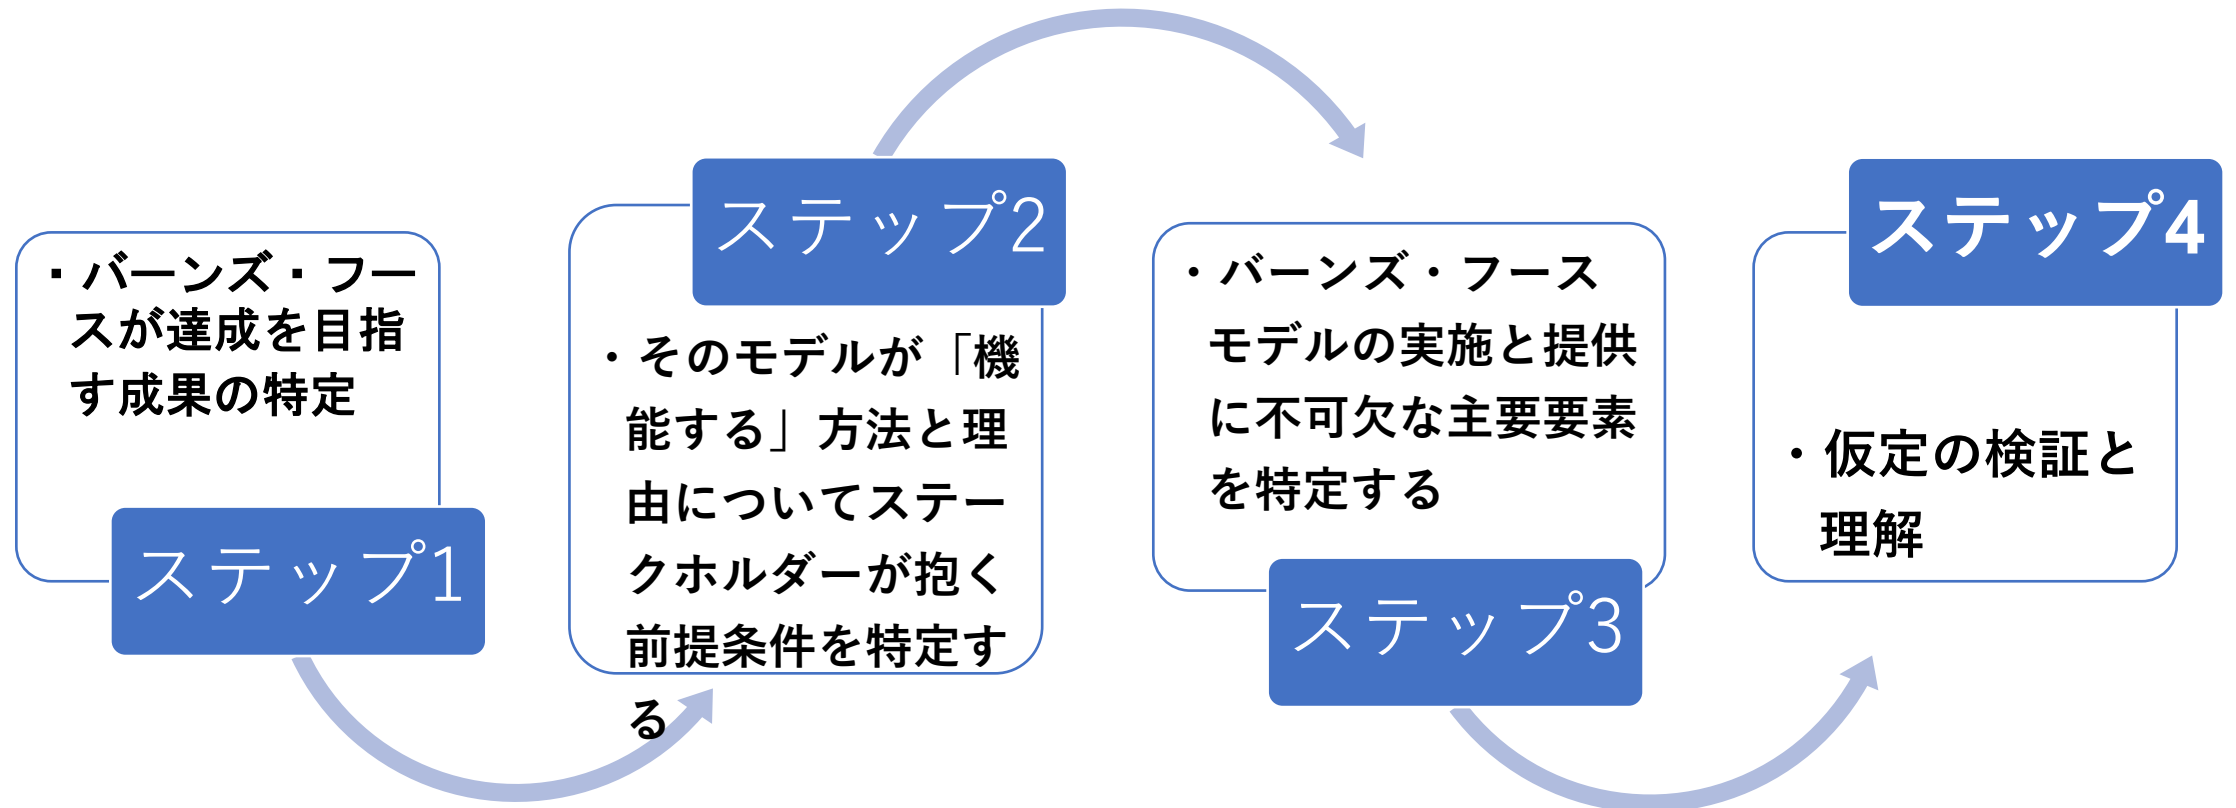 ・バーンズ・フー
スが達成を目指
す成果の特定
ステップ1
ステップ2
・そのモデルが「機
能する」方法と理
由についてステー
クホルダーが抱く
前提条件を特定す
る
・バーンズ・フース
モデルの実施と提供
に不可欠な主要要素
を特定する
ステップ3
ステップ4
・仮定の検証と
理解